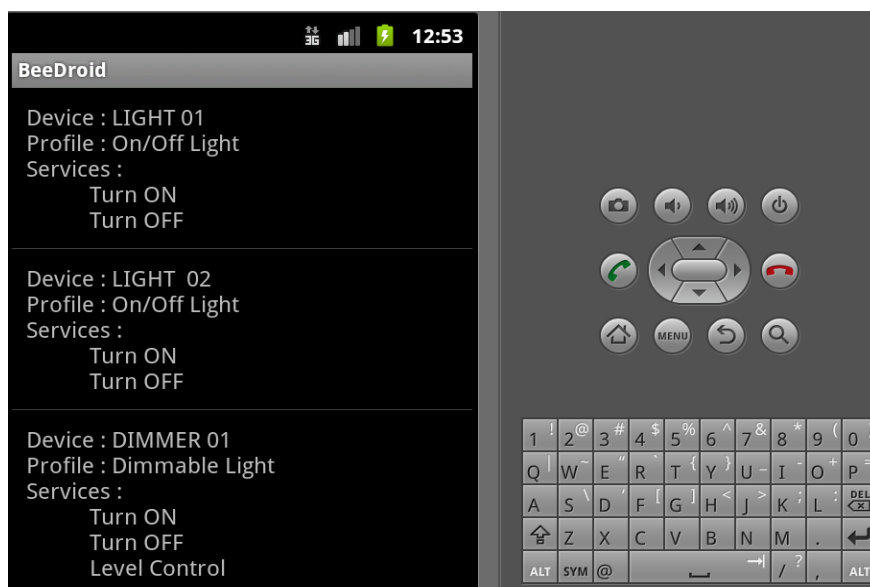 3G 12:53
BeeDroid
Device : LIGHT 01
Profile : On/Off Light
Services :
Turn ON
Turn OFF
Device : LIGHT  02
Profile : On/Off Light
Services :
Turn ON
Turn OFF
Device : DIMMER 01
Profile : Dimmable Light
Services :
Turn ON
Turn OFF
Level Control
MENU
1 ! 2 @ 3 # 4 $ 5 % 6 ^ 7 & 8 * 9 ( 0
Q | W ~ E " R ` T { Y } U - I - O + P =
A S \ D ' F [ G ] H < J > K ; L : DEL
Z X C V B N M .
ALT SYM @ / ? , ALT